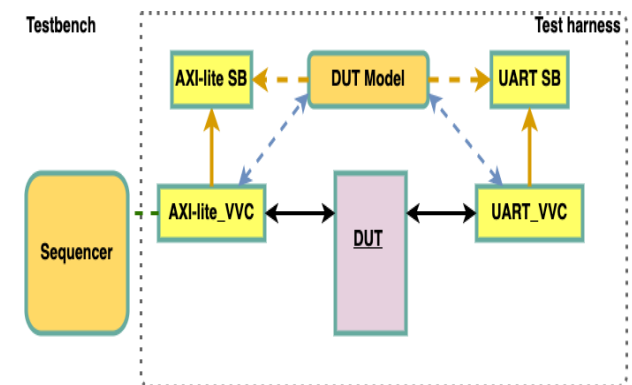 Testbench
Test harness
AXI-lite SB
DUT Model
UART SB
AXI-lite_VVC
UART_VVC
DUT
Sequencer